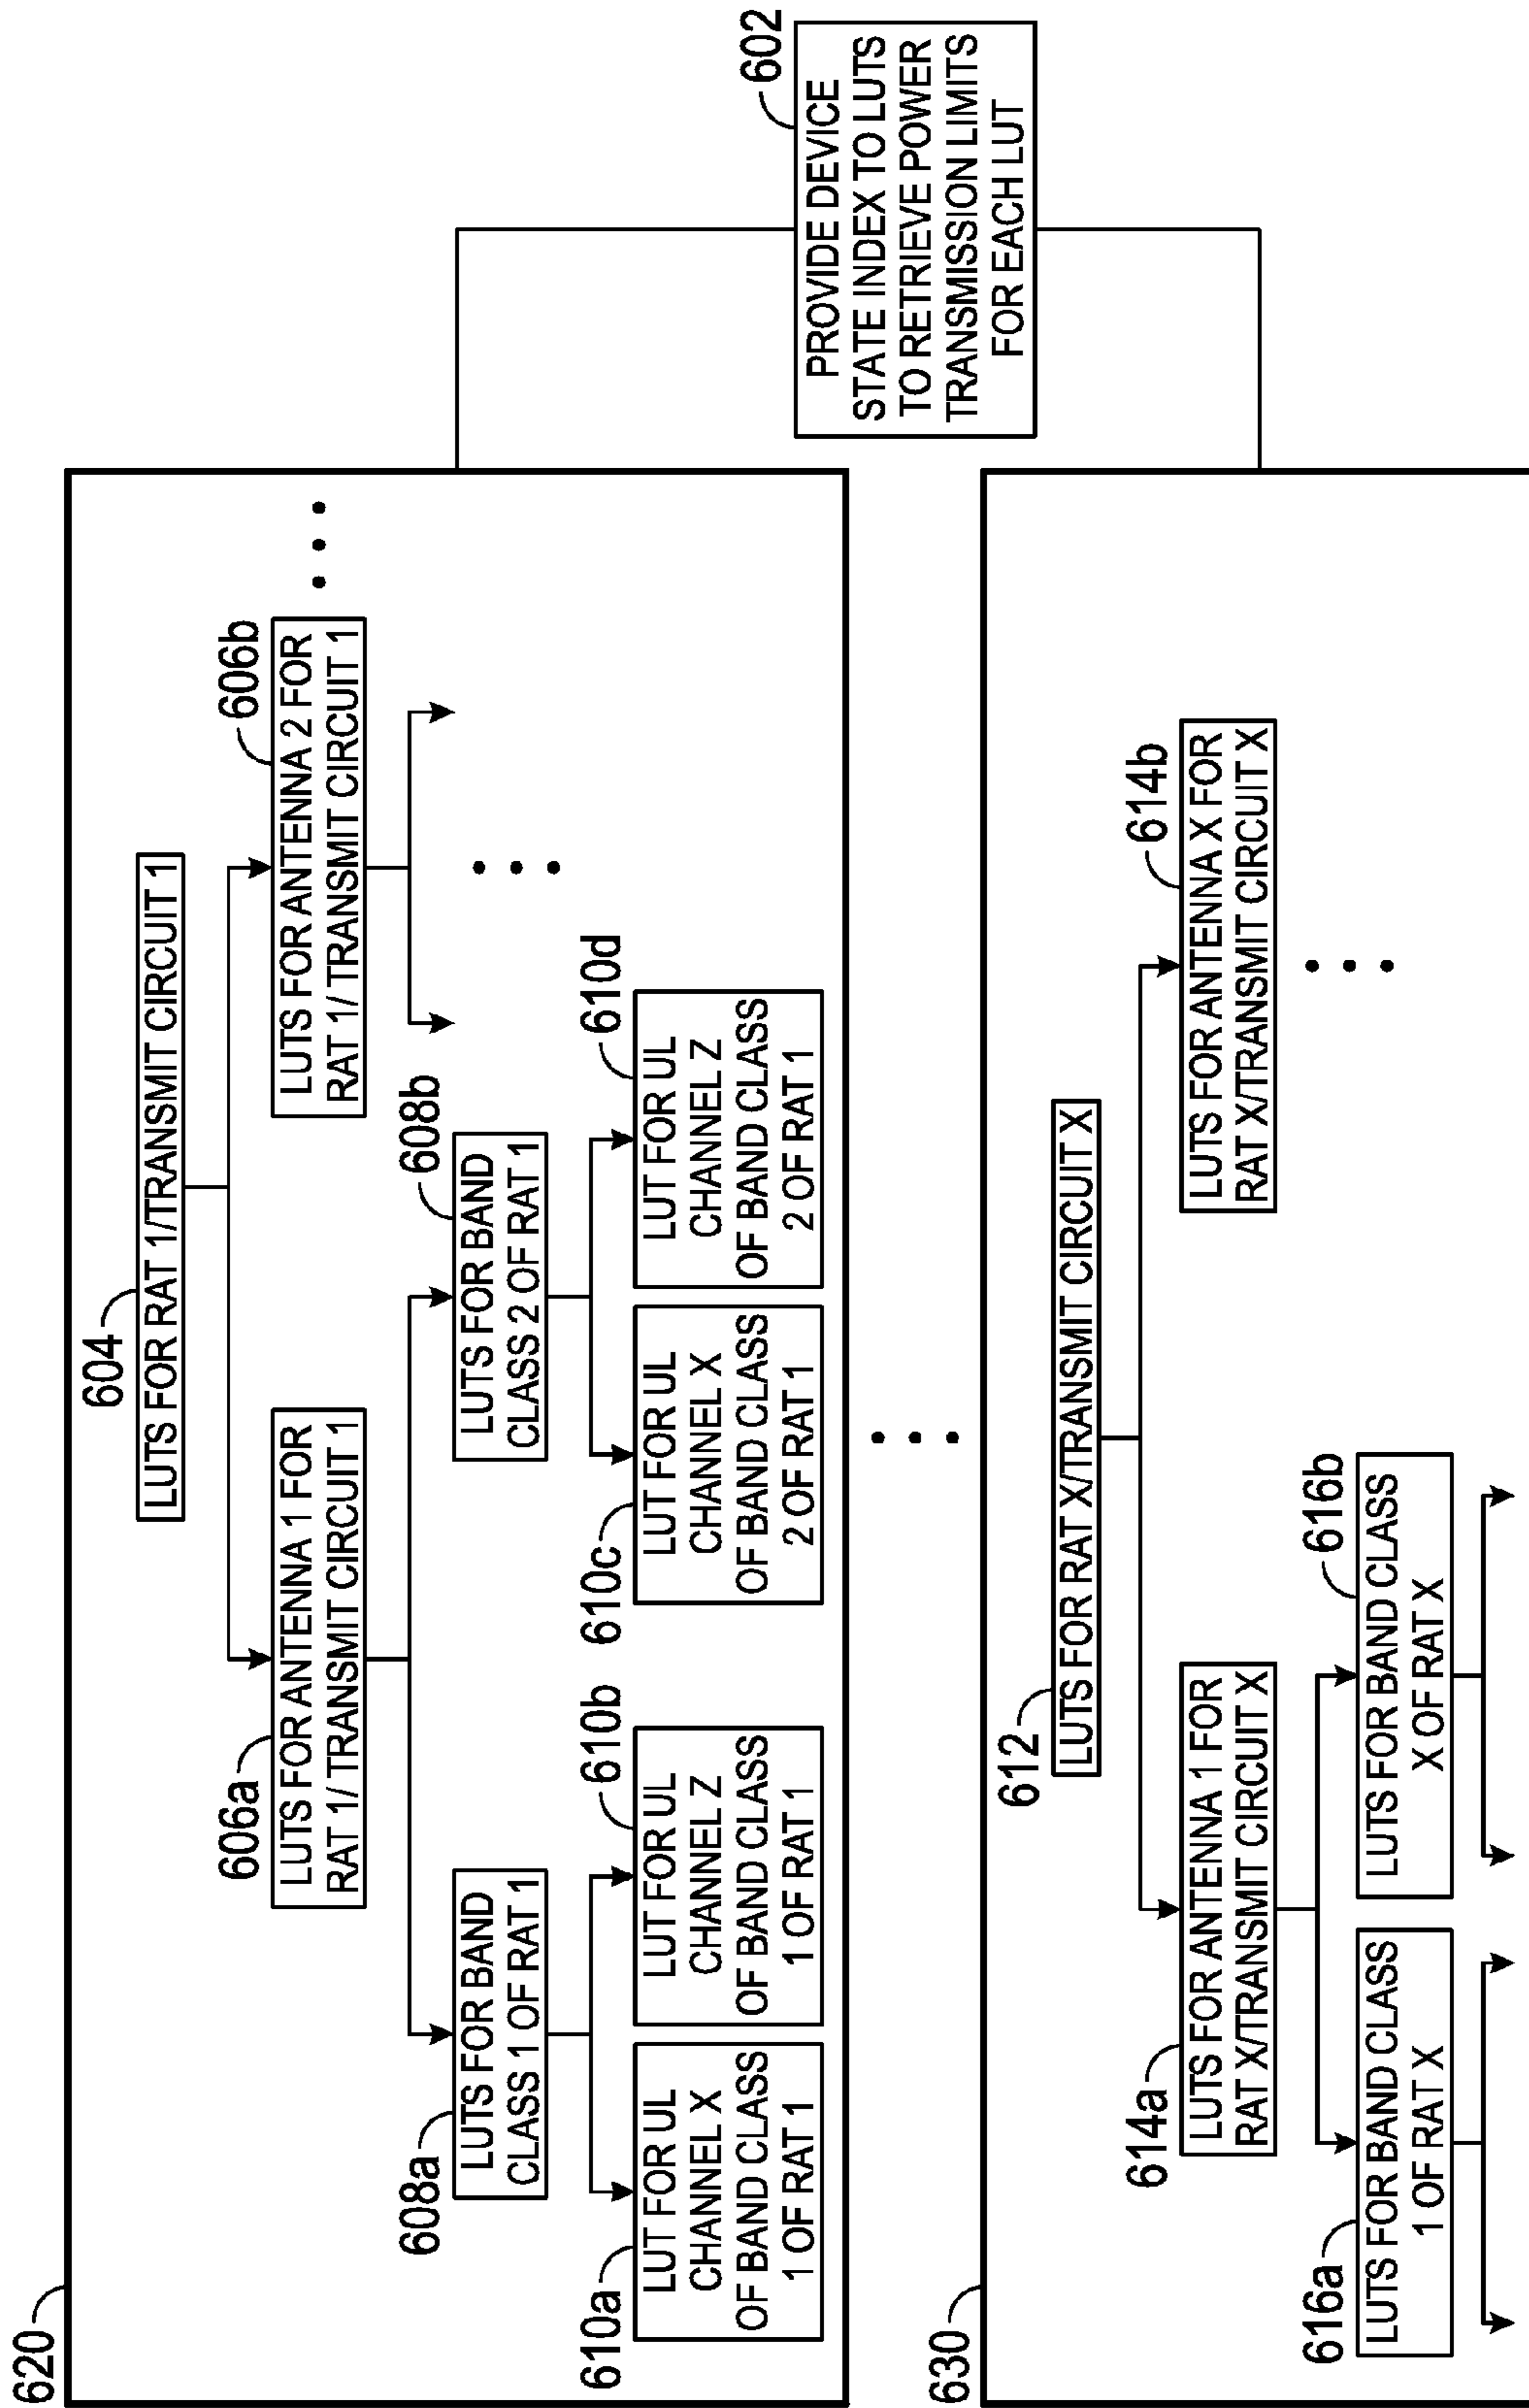 620
604
LUTS FOR RAT 1/TRANSMIT CIRCUIT 1
606a
LUTS FOR ANTENNA 1 FOR
RAT 1/ TRANSMIT CIRCUIT 1
606b
LUTS FOR ANTENNA 2 FOR
RAT 1/ TRANSMIT CIRCUIT 1
608a
LUTS FOR BAND
CLASS 1 OF RAT 1
608b
LUTS FOR BAND
CLASS 2 OF RAT 1
610a
LUT FOR UL
CHANNEL X
OF BAND CLASS
1 OF RAT 1
610b
LUT FOR UL
CHANNEL Z
OF BAND CLASS
1 OF RAT 1
610c
LUT FOR UL
CHANNEL X
OF BAND CLASS
2 OF RAT 1
610d
LUT FOR UL
CHANNEL Z
OF BAND CLASS
2 OF RAT 1
602
PROVIDE DEVICE
STATE INDEX TO LUTS
TO RETRIEVE POWER
TRANSMISSION LIMITS
FOR EACH LUT
630
612
LUTS FOR RAT X/TRANSMIT CIRCUIT X
614a
LUTS FOR ANTENNA 1 FOR
RAT X/TRANSMIT CIRCUIT X
614b
LUTS FOR ANTENNA X FOR
RAT X/TRANSMIT CIRCUIT X
616a
LUTS FOR BAND CLASS
1 OF RAT X
616b
LUTS FOR BAND CLASS
X OF RAT X